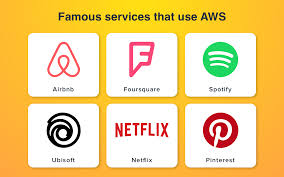 Famous services that use AWS
Airbnb
Foursquare
Spotify
NETFLIX
Ubisoft
Netflix
Pinterest